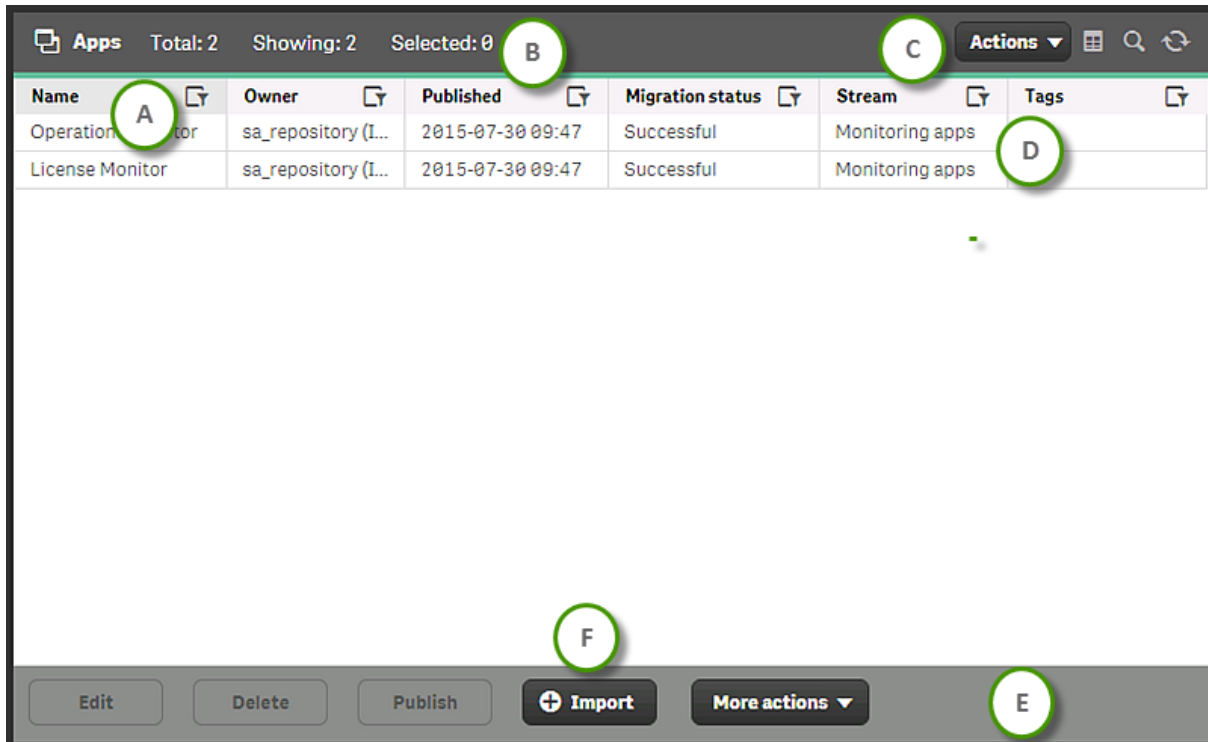 Apps Total: 2 Showing: 2 Selected: 0 B C Actions
Name A Owner Published Migration status Stream Tags
sa_repository (I... 2015-07-30 09:47 Successful Monitoring apps D
License Monitor sa_repository (I... 2015-07-30 09:47 Successful Monitoring apps
F
Edit Delete Publish Import More actions E